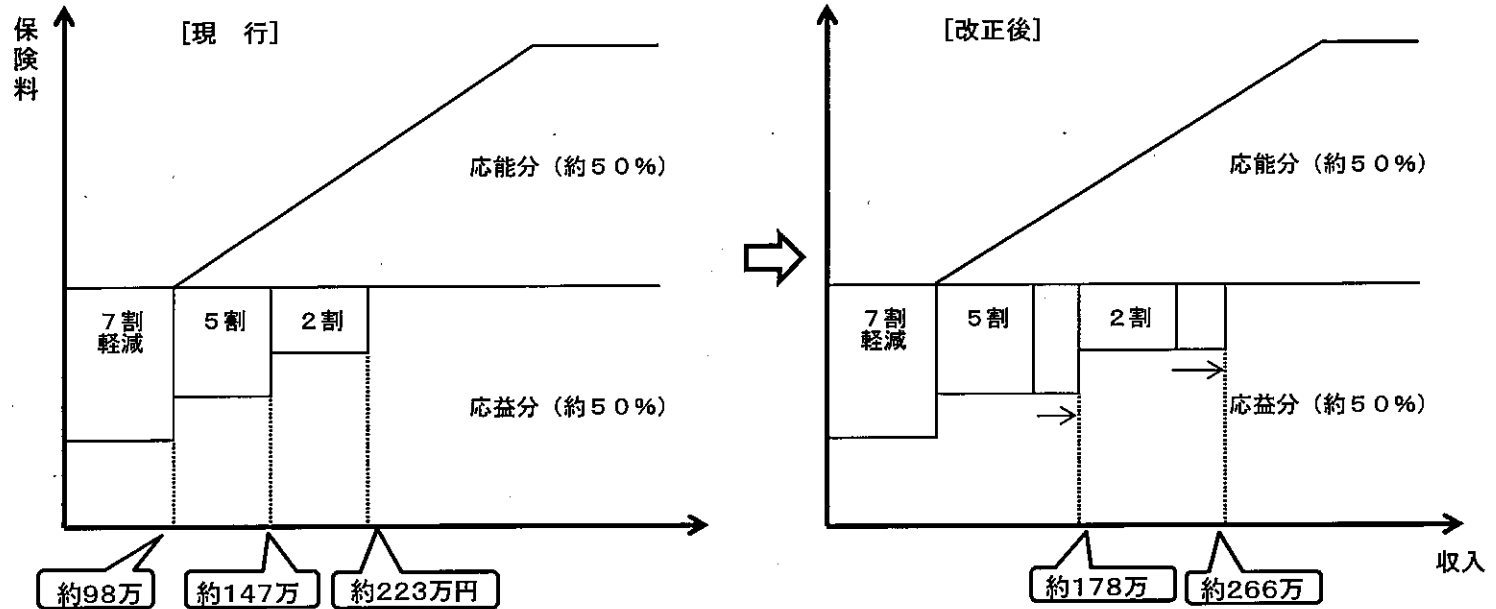 保
険
料
[現　行]
応能分（約５０%）
７割
軽減
５割
２割
応益分（約５０%）
約98万
約147万
約223万円
[改正後]
応能分（約５０%）
７割
軽減
５割
２割
応益分（約５０%）
約178万
約266万
収入